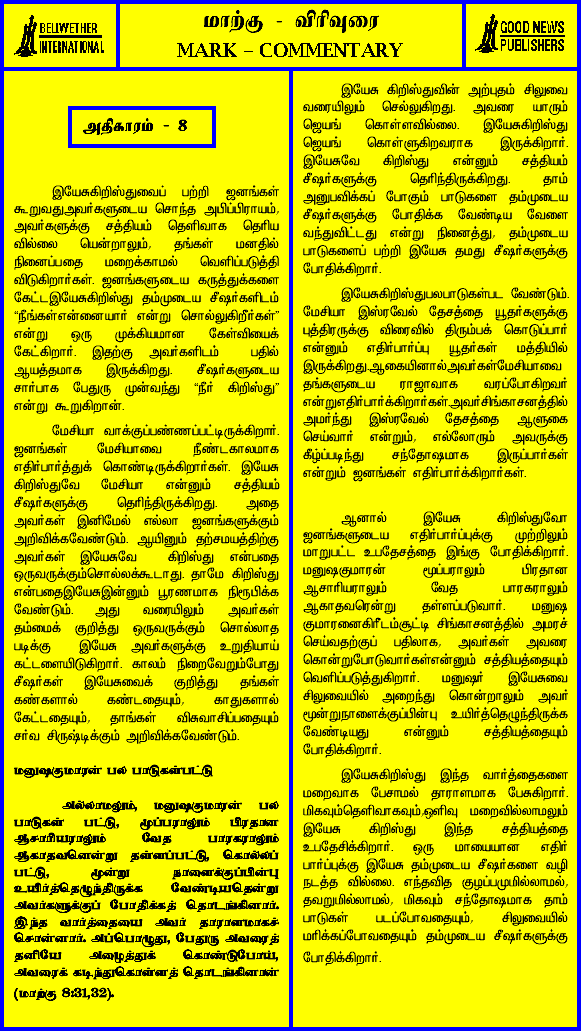 BELWETHER
INTERNATIONAL
மாற்கு - விரிவுரை
MARK – COMMENTARY
GOOD NEWS
PUBLISHERS
அதிகாரம் - 8
இயேசுகிறிஸ்துவைப் பற்றி ஜனங்கள்
கூறுவதுஅவர்களுடைய சொந்த அபிப்பிராயம்,
அவர்களுக்கு சத்தியம் தெளிவாக தெரிய
வில்லை யென்றாலும், தங்கள் மனதில்
நினைப்பதை மறைக்காமல் வெளிப்படுத்தி
விடுகிறார்கள். ஜனங்களுடைய கருத்துக்களை
கேட்டஇயேசுகிறிஸ்து தம்முடைய சீஷர்களிடம்
“நீங்கள்என்னையார் என்று சொல்லுகிறீர்கள்”
என்று ஒரு முக்கியமான கேள்வியைக்
கேட்கிறார். இதற்கு அவர்களிடம் பதில்
ஆயத்தமாக இருக்கிறது. சீஷர்களுடைய
சார்பாக பேதுரு முன்வந்து “நீர் கிறிஸ்து”
என்று கூறுகிறான்.
மேசியா வாக்குப்பண்ணப்பட்டிருக்கிறார்.
ஜனங்கள் மேசியாவை நீண்டகாலமாக
எதிர்பார்த்துக் கொண்டிருக்கிறார்கள். இயேசு
கிறிஸ்துவே மேசியா என்னும் சத்தியம்
சீஷர்களுக்கு தெரிந்திருக்கிறது. அதை
அவர்கள் இனிமேல் எல்லா ஜனங்களுக்கும்
அறிவிக்கவேண்டும். ஆயினும் தற்சமயத்திற்கு
அவர்கள் இயேசுவே கிறிஸ்து என்பதை
ஒருவருக்கும்சொல்லக்கூடாது. தாமே கிறிஸ்து
என்பதைஇயேசுஇன்னும் பூரணமாக நிரூபிக்க
வேண்டும். அது வரையிலும் அவர்கள்
தம்மைக் குறித்து ஒருவருக்கும் சொல்லாத
படிக்கு இயேசு அவர்களுக்கு உறுதியாய்
கட்டளையிடுகிறார். காலம் நிறைவேறும்போது
சீஷர்கள் இயேசுவைக் குறித்து தங்கள்
கண்களால் கண்டதையும், காதுகளால்
கேட்டதையும், தாங்கள் விசுவாசிப்பதையும்
சர்வ சிருஷ்டிக்கும் அறிவிக்கவேண்டும்.
மனுஷகுமாரன் பல பாடுகள்பட்டு
அல்லாமலும், மனுஷகுமாரன் பல
பாடுகள் பட்டு, மூப்பராலும் பிரதான
ஆசாரியராலும் வேத பாரகராலும்
ஆகாதவனென்று தள்ளப்பட்டு, கொல்லப்
பட்டு, மூன்று நாளைக்குப்பின்பு
உயிர்த்தெழுந்திருக்க வேண்டியதென்று
அவர்களுக்குப் போதிக்கத் தொடங்கினார்.
இந்த வார்த்தையை அவர் தாராளமாகச்
சொன்னார். அப்பொழுது, பேதுரு அவரைத்
தனியே அழைத்துக் கொண்டுபோய்,
அவரைக் கடிந்துகொள்ளத் தொடங்கினான்
(மாற்கு 8:31,32).
இயேசு கிறிஸ்துவின் அற்புதம் சிலுவை
வரையிலும் செல்லுகிறது. அவரை யாரும்
ஜெயங் கொள்ளவில்லை. இயேசுகிறிஸ்து
ஜெயங் கொள்ளுகிறவராக இருக்கிறார்.
இயேசுவே கிறிஸ்து என்னும் சத்தியம்
சீஷர்களுக்கு தெரிந்திருக்கிறது. தாம்
அனுபவிக்கப் போகும் பாடுகளை தம்முடைய
சீஷர்களுக்கு போதிக்க வேண்டிய வேளை
வந்துவிட்டது என்று நினைத்து, தம்முடைய
பாடுகளைப் பற்றி இயேசு தமது சீஷர்களுக்கு
போதிக்கிறார்.
இயேசுகிறிஸ்துபலபாடுகள்பட வேண்டும்.
மேசியா இஸ்ரவேல் தேசத்தை யூதர்களுக்கு
புத்திரருக்கு விரைவில் திரும்பக் கொடுப்பார்
என்னும் எதிர்பார்ப்பு யூதர்கள் மத்தியில்
இருக்கிறது.ஆகையினால்அவர்கள்மேசியாவை
தங்களுடைய ராஜாவாக வரப்போகிறவர்
என்றுஎதிர்பார்க்கிறார்கள்.அவர்சிங்காசனத்தில்
அமர்ந்து இஸ்ரவேல் தேசத்தை ஆளுகை
செய்வார் என்றும், எல்லோரும் அவருக்கு
கீழ்ப்படிந்து சந்தோஷமாக இருப்பார்கள்
என்றும் ஜனங்கள் எதிர்பார்க்கிறார்கள்.
ஆனால் இயேசு கிறிஸ்துவோ
ஜனங்களுடைய எதிர்பார்ப்புக்கு முற்றிலும்
மாறுபட்ட உபதேசத்தை இங்கு போதிக்கிறார்.
மனுஷகுமாரன் மூப்பராலும் பிரதான
ஆசாரியராலும் வேத பாரகராலும்
ஆகாதவரென்று தள்ளப்படுவார். மனுஷ
குமாரனைகிரீடம்சூட்டி சிங்காசனத்தில் அமரச்
செய்வதற்குப் பதிலாக, அவர்கள் அவரை
கொன்றுபோடுவார்கள்என்னும் சத்தியத்தையும்
வெளிப்படுத்துகிறார். மனுஷர் இயேசுவை
சிலுவையில் அறைந்து கொன்றாலும் அவர்
மூன்றுநாளைக்குப்பின்பு உயிர்த்தெழுந்திருக்க
வேண்டியது என்னும் சத்தியத்தையும்
போதிக்கிறார்.
இயேசுகிறிஸ்து இந்த வார்த்தைகளை
மறைவாக பேசாமல் தாராளமாக பேசுகிறார்.
மிகவும்தெளிவாகவும்,ஒளிவு மறைவில்லாமலும்
இயேசு கிறிஸ்து இந்த சத்தியத்தை
உபதேசிக்கிறார். ஒரு மாயையான எதிர்
பார்ப்புக்கு இயேசு தம்முடைய சீஷர்களை வழி
நடத்த வில்லை. எந்தவித குழப்பமுமில்லாமல்,
தவறுமில்லாமல், மிகவும் சந்தோஷமாக தாம்
பாடுகள் படப்போவதையும், சிலுவையில்
மரிக்கப்போவதையும் தம்முடைய சீஷர்களுக்கு
போதிக்கிறார்.